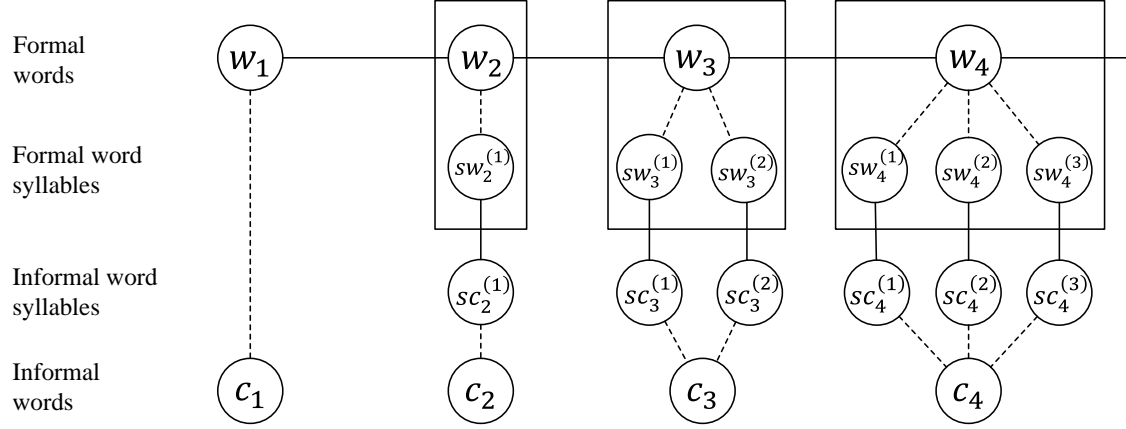 Formal
words
w₁ w₂ w₃ w₄
Formal word
syllables
sw₂⁽¹⁾ sw₃⁽¹⁾ sw₃⁽²⁾ sw₄⁽¹⁾ sw₄⁽²⁾ sw₄⁽³⁾
Informal word
syllables
sc₂⁽¹⁾ sc₃⁽¹⁾ sc₃⁽²⁾ sc₄⁽¹⁾ sc₄⁽²⁾ sc₄⁽³⁾
Informal
words
c₁ c₂ c₃ c₄